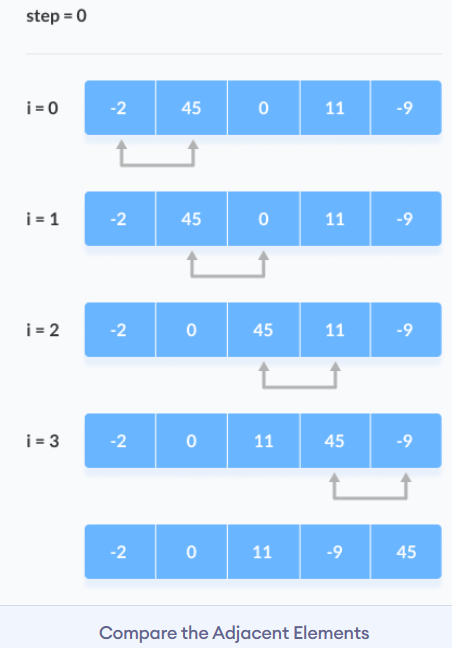 step = 0
i = 0 -2 45 0 11 -9
i = 1 -2 45 0 11 -9
i = 2 -2 0 45 11 -9
i = 3 -2 0 11 45 -9
-2 0 11 -9 45
Compare the Adjacent Elements